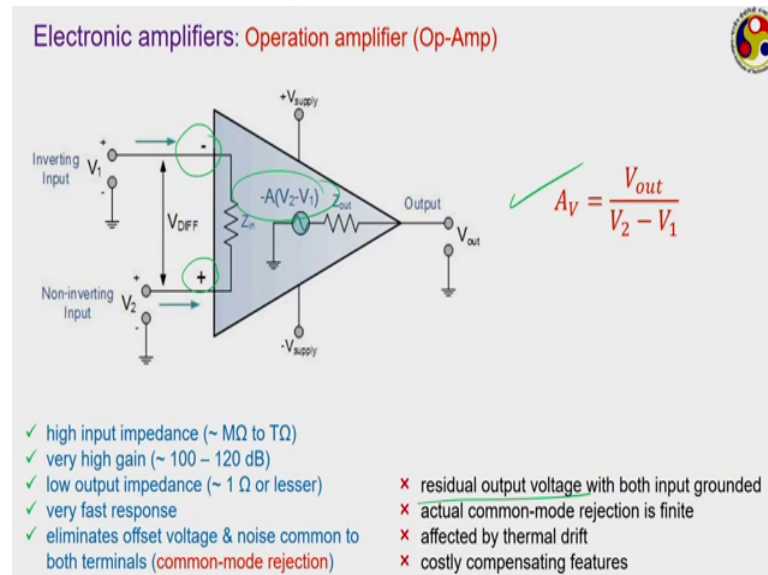 Electronic amplifiers: Operation amplifier (Op-Amp)
+Vsupply
Inverting
Input
V1
+
-
-
VDIFF
Zin
-A(V2-V1)
Zout
Output
Vout
AV = Vout / V2 − V1
Non-inverting
Input
V2
+
-
+
-Vsupply
✓ high input impedance (~ MΩ to TΩ)
✓ very high gain (~ 100 – 120 dB)
✓ low output impedance (~ 1 Ω or lesser)
✓ very fast response
✓ eliminates offset voltage & noise common to
both terminals (common-mode rejection)
× residual output voltage with both input grounded
× actual common-mode rejection is finite
× affected by thermal drift
× costly compensating features